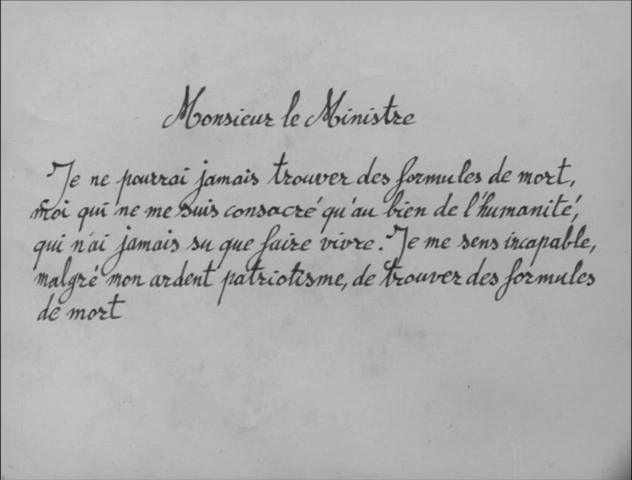 Monsieur le Ministre
Je ne pourrai jamais trouver des formules de mort,
moi qui ne me suis consacré qu'au bien de l'humanité,
qui n'ai jamais su que faire vivre. Je me sens incapable,
malgré mon ardent patriotisme, de trouver des formules
de mort